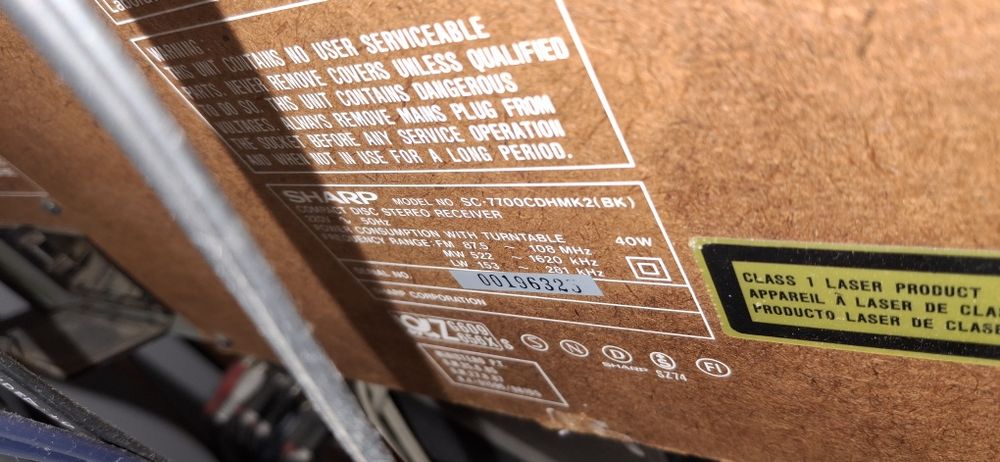 WARNING
THIS UNIT CONTAINS NO USER SERVICEABLE
PARTS. NEVER REMOVE COVERS UNLESS QUALIFIED
TO DO SO. THIS UNIT CONTAINS DANGEROUS
VOLTAGES. ALWAYS REMOVE MAINS PLUG FROM
THE SOCKET BEFORE ANY SERVICE OPERATION
AND WHEN NOT IN USE FOR A LONG PERIOD.
SHARP MODEL NO SC-7700CDHMK2(BK)
COMPACT DISC STEREO RECEIVER
220V ~ 50Hz
POWER CONSUMPTION WITH TURNTABLE 40W
FREQUENCY RANGE: FM 87.5 ~ 108 MHz
MW 522 ~ 1620 kHz
LW 153 ~ 281 kHz
SERIAL NO
SHARP CORPORATION
S N D S FI
SHARP SZ74
CLASS 1 LASER PRODUCT
APPAREIL À LASER DE
PRODUCTO LASER DE